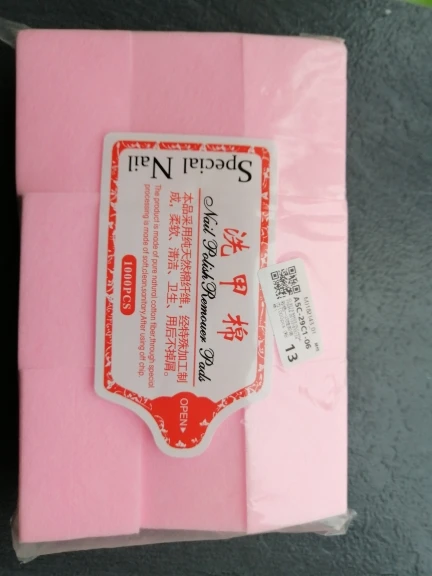 Special Nail
洗甲棉
Nail Polish Remouer Pads
本品采用纯天然棉纤维，经特殊加工制
成，柔软、清洁、卫生，用后不掉屑。
The product is made of pure natural cotton fiber,through special
processing is made of soft,clean,sanitary.After using off chip.
1000PCS
OPEN
A5C-29C1-06
13